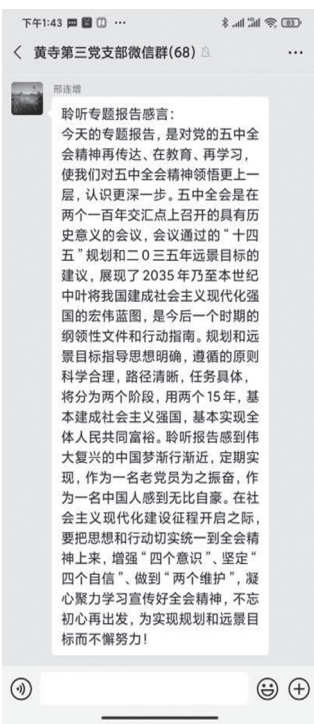 下午1:43
83
黄寺第三党支部微信群(68)
邢连增
聆听专题报告感言：
今天的专题报告，是对党的五中全
会精神再传达、在教育、再学习，
使我们对五中全会精神领悟更上一
层，认识更深一步。五中全会是在
两个一百年交汇点上召开的具有历
史意义的会议，会议通过的“十四
五”规划和二0三五年远景目标的
建议，展现了2035年乃至本世纪
中叶将我国建成社会主义现代化强
国的宏伟蓝图，是今后一个时期的
纲领性文件和行动指南。规划和远
景目标指导思想明确，遵循的原则
科学合理，路径清晰，任务具体，
将分为两个阶段，用两个15年，基
本建成社会主义强国，基本实现全
体人民共同富裕。聆听报告感到伟
大复兴的中国梦渐行渐近，定期实
现，作为一名老党员为之振奋，作
为一名中国人感到无比自豪。在社
会主义现代化建设征程开启之际，
要把思想和行动切实统一到全会精
神上来，增强“四个意识”、坚定“
四个自信”、做到“两个维护”，凝
心聚力学习宣传好全会精神，不忘
初心再出发，为实现规划和远景目
标而不懈努力！